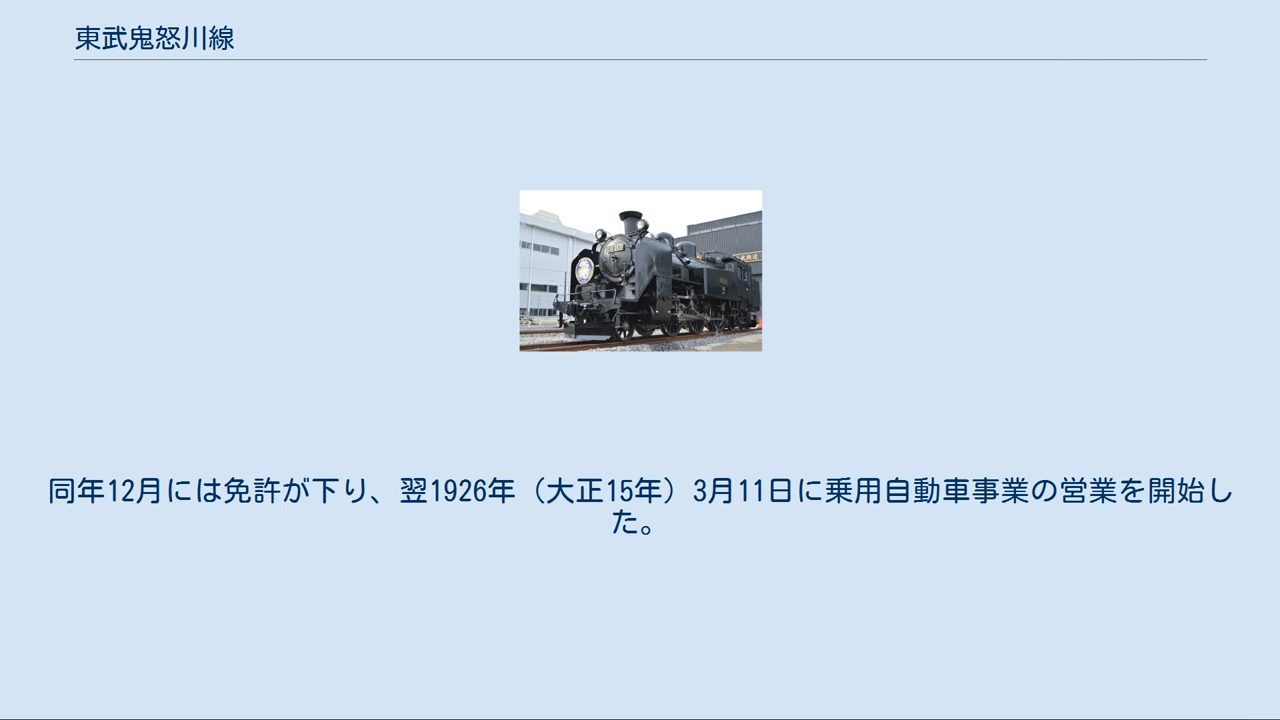 東武鬼怒川線
同年12月には免許が下り、翌1926年（大正15年）3月11日に乗用自動車事業の営業を開始し
た。